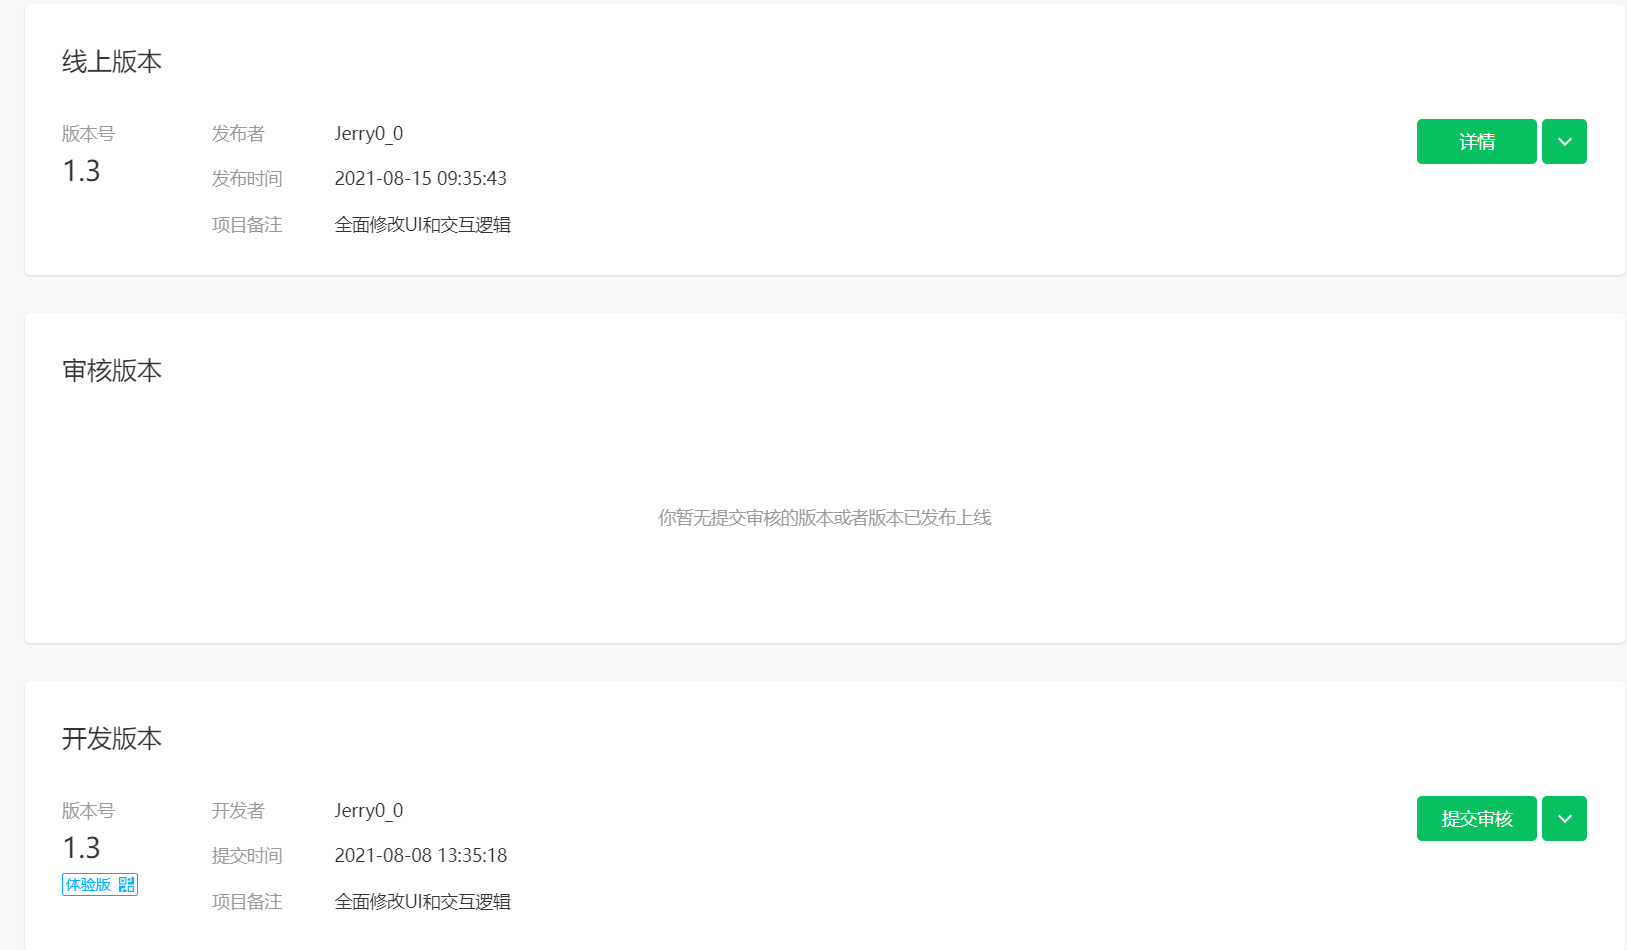 线上版本
版本号
1.3
发布者 Jerry0_0
发布时间 2021-08-15 09:35:43
项目备注 全面修改UI和交互逻辑
详情
审核版本
你暂无提交审核的版本或者版本已发布上线
开发版本
版本号
1.3
体验版
开发者 Jerry0_0
提交时间 2021-08-08 13:35:18
项目备注 全面修改UI和交互逻辑
提交审核